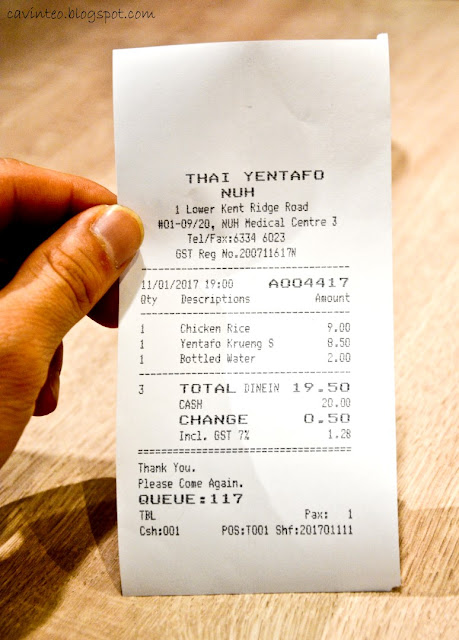 cavinteo.blogspot.com
THAI YENTAFO
NUH
1 Lower Kent Ridge Road
#01-09/20, NUH Medical Centre 3
Tel/Fax:6334 6023
GST Reg No.200711617N
11/01/2017 19:00 A004417
Qty Descriptions Amount
1 Chicken Rice 9.00
1 Yentafo Krueng S 8.50
1 Bottled Water 2.00
3 TOTAL DINEIN 19.50
CASH 20.00
CHANGE 0.50
Incl. GST 7% 1.28
Thank You.
Please Come Again.
QUEUE:117
TBL Pax: 1
Csh:001 POS:T001 Shf:201701111